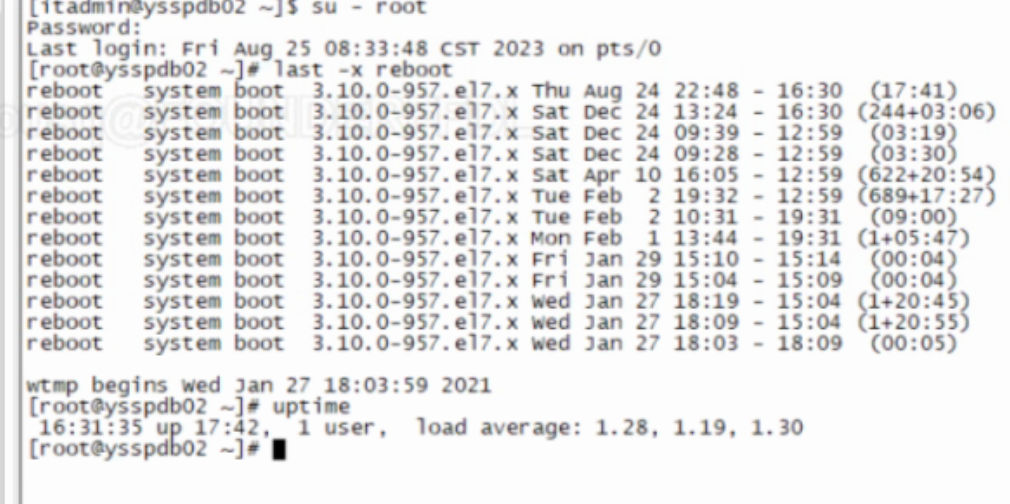 [itadmin@ysspdb02 ~]$ su - root
Password:
Last login: Fri Aug 25 08:33:48 CST 2023 on pts/0
[root@ysspdb02 ~]# last -x reboot
reboot   system boot  3.10.0-957.el7.x Thu Aug 24 22:48 - 16:30  (17:41)
reboot   system boot  3.10.0-957.el7.x Sat Dec 24 13:24 - 16:30 (244+03:06)
reboot   system boot  3.10.0-957.el7.x Sat Dec 24 09:39 - 12:59  (03:19)
reboot   system boot  3.10.0-957.el7.x Sat Dec 24 09:28 - 12:59  (03:30)
reboot   system boot  3.10.0-957.el7.x Sat Apr 10 16:05 - 12:59 (622+20:54)
reboot   system boot  3.10.0-957.el7.x Tue Feb  2 19:32 - 12:59 (689+17:27)
reboot   system boot  3.10.0-957.el7.x Tue Feb  2 10:31 - 19:31  (09:00)
reboot   system boot  3.10.0-957.el7.x Mon Feb  1 13:44 - 19:31 (1+05:47)
reboot   system boot  3.10.0-957.el7.x Fri Jan 29 15:10 - 15:14  (00:04)
reboot   system boot  3.10.0-957.el7.x Fri Jan 29 15:04 - 15:09  (00:04)
reboot   system boot  3.10.0-957.el7.x Wed Jan 27 18:19 - 15:04 (1+20:45)
reboot   system boot  3.10.0-957.el7.x Wed Jan 27 18:09 - 15:04 (1+20:55)
reboot   system boot  3.10.0-957.el7.x Wed Jan 27 18:03 - 18:09  (00:05)
wtmp begins Wed Jan 27 18:03:59 2021
[root@ysspdb02 ~]# uptime
 16:31:35 up 17:42,  1 user,  load average: 1.28, 1.19, 1.30
[root@ysspdb02 ~]#